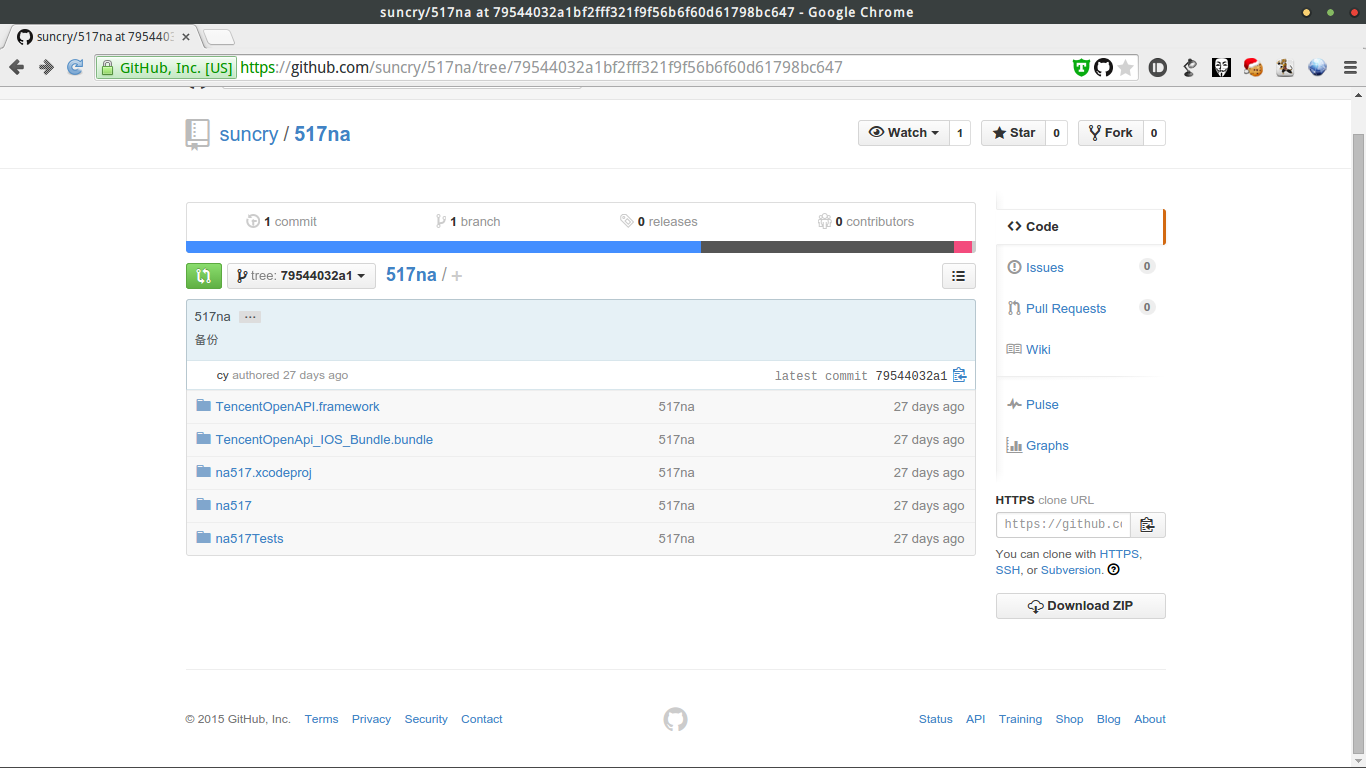 suncry/517na at 79544032a1bf2fff321f9f56b6f60d61798bc647 - Google Chrome
suncry/517na at 795440
GitHub, Inc. [US] https://github.com/suncry/517na/tree/79544032a1bf2fff321f9f56b6f60d61798bc647
suncry / 517na
Watch 1 Star 0 Fork 0
1 commit 1 branch 0 releases 0 contributors
tree: 79544032a1 517na / +
517na ...
备份
cy authored 27 days ago latest commit 79544032a1
TencentOpenAPI.framework 517na 27 days ago
TencentOpenApi_IOS_Bundle.bundle 517na 27 days ago
na517.xcodeproj 517na 27 days ago
na517 517na 27 days ago
na517Tests 517na 27 days ago
Code
Issues 0
Pull Requests 0
Wiki
Pulse
Graphs
HTTPS clone URL
https://github.c
You can clone with HTTPS,
SSH, or Subversion.
Download ZIP
© 2015 GitHub, Inc. Terms Privacy Security Contact Status API Training Shop Blog About